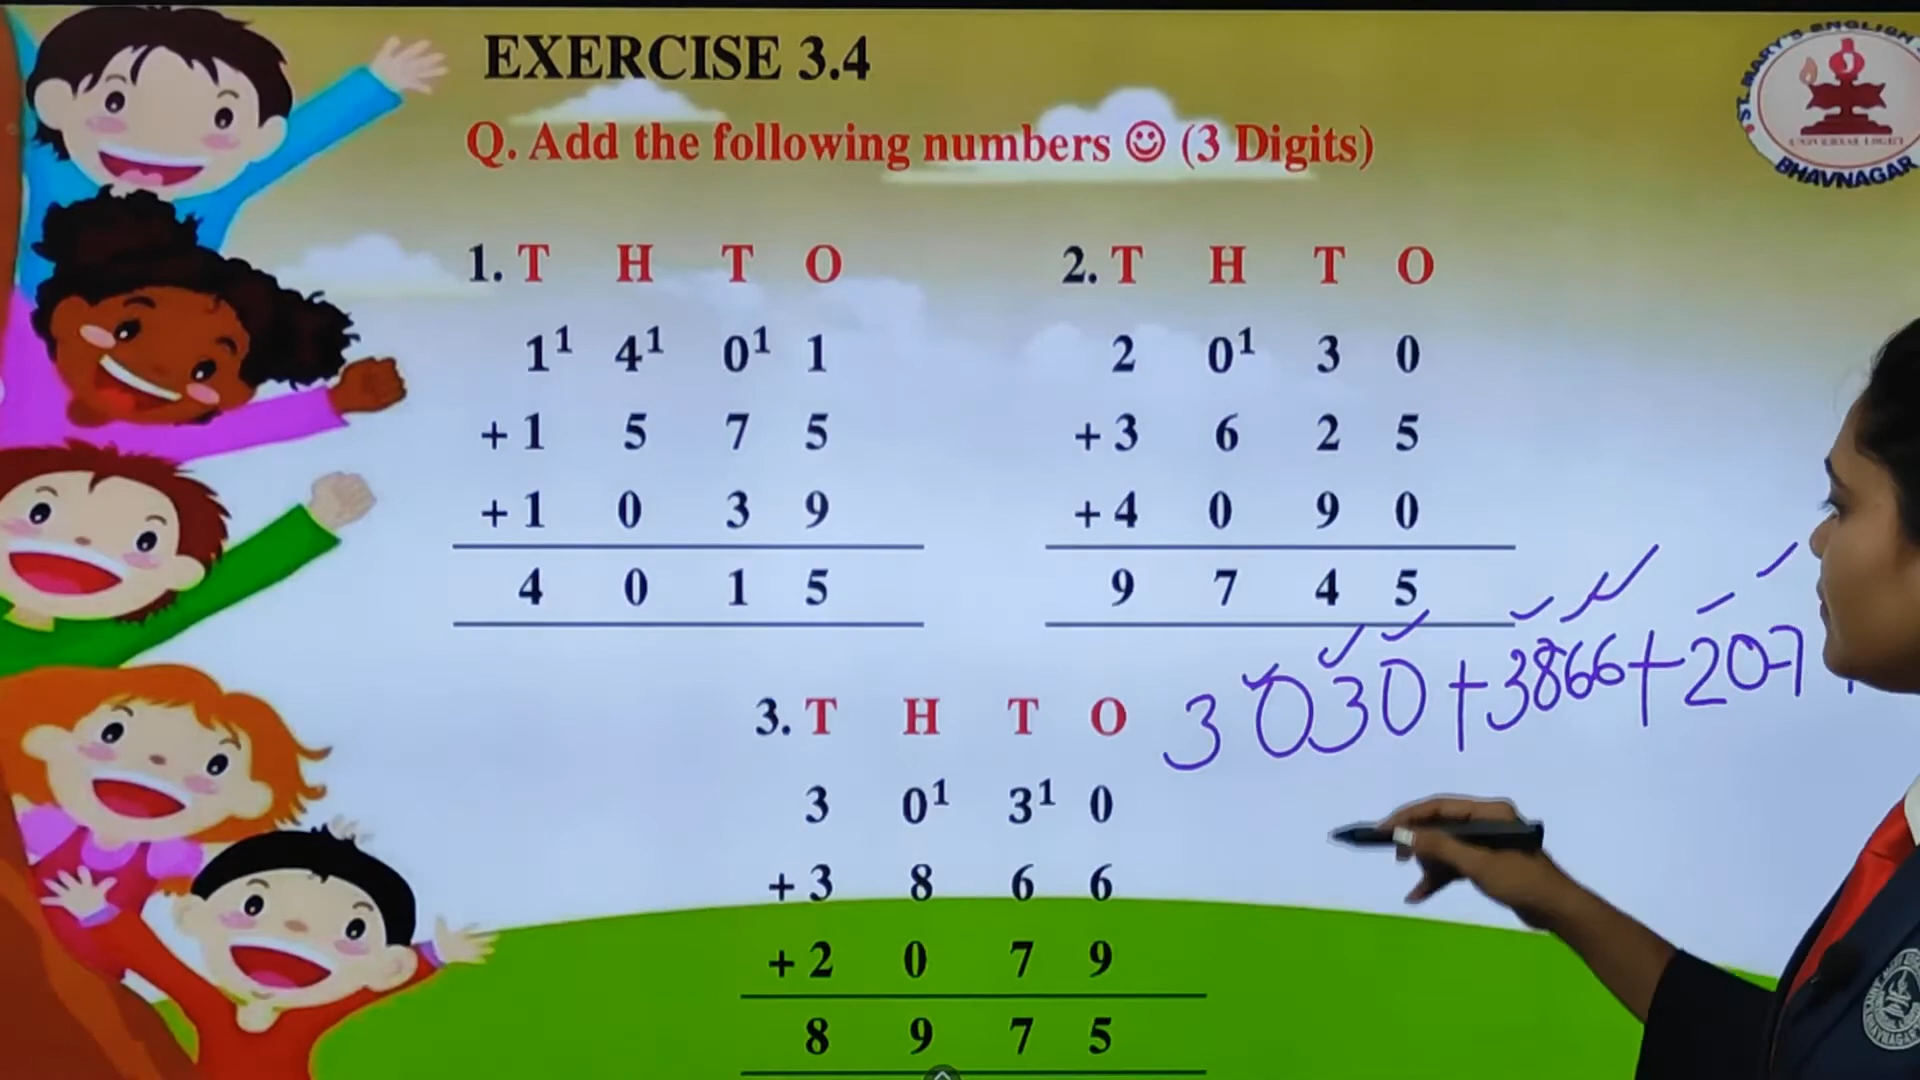 EXERCISE 3.4
Q. Add the following numbers ☺ (3 Digits)
1. T H T O
1¹ 4¹ 0¹ 1
+ 1 5 7 5
+ 1 0 3 9
4 0 1 5
2. T H T O
2 0¹ 3 0
+ 3 6 2 5
+ 4 0 9 0
9 7 4 5
3030+3866+207
3. T H T O
3 0¹ 3¹ 0
+ 3 8 6 6
+ 2 0 7 9
8 9 7 5
ST. MARY'S ENGLISH
BHAVNAGAR